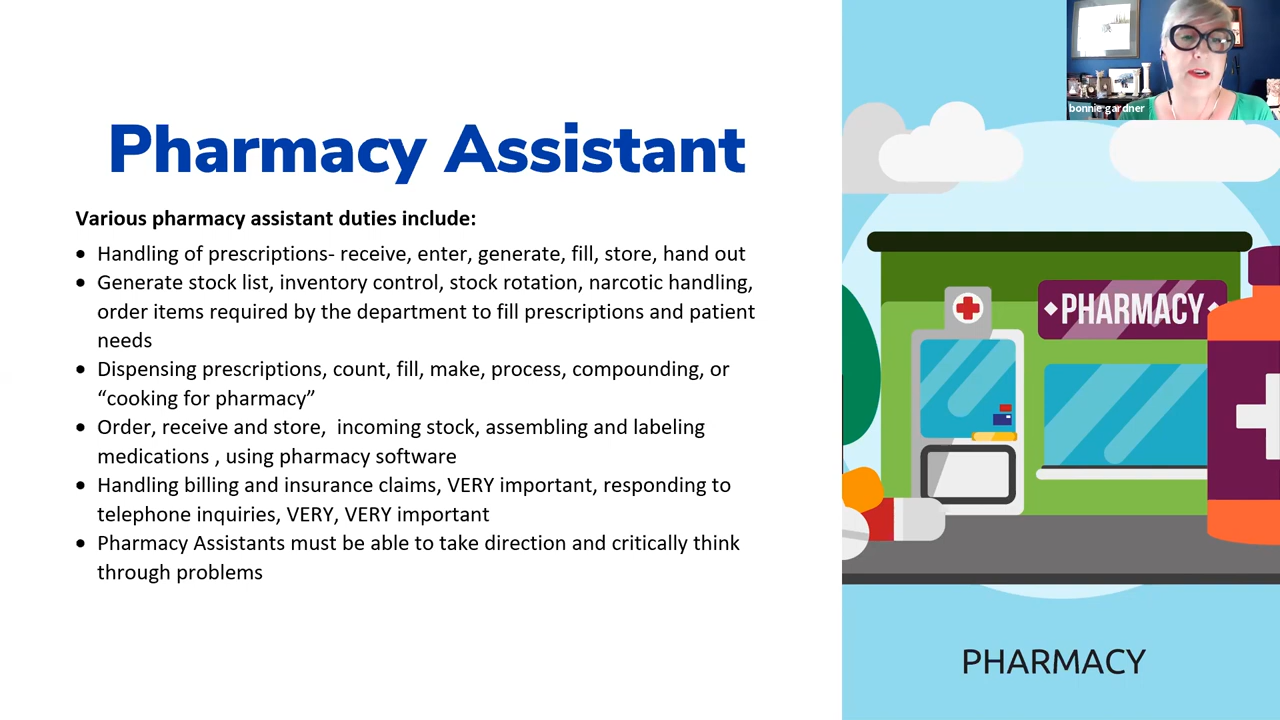 bonnie gardner
Pharmacy Assistant
Various pharmacy assistant duties include:
• Handling of prescriptions- receive, enter, generate, fill, store, hand out
• Generate stock list, inventory control, stock rotation, narcotic handling,
order items required by the department to fill prescriptions and patient
needs
• Dispensing prescriptions, count, fill, make, process, compounding, or
“cooking for pharmacy”
• Order, receive and store,  incoming stock, assembling and labeling
medications , using pharmacy software
• Handling billing and insurance claims, VERY important, responding to
telephone inquiries, VERY, VERY important
• Pharmacy Assistants must be able to take direction and critically think
through problems
PHARMACY
PHARMACY